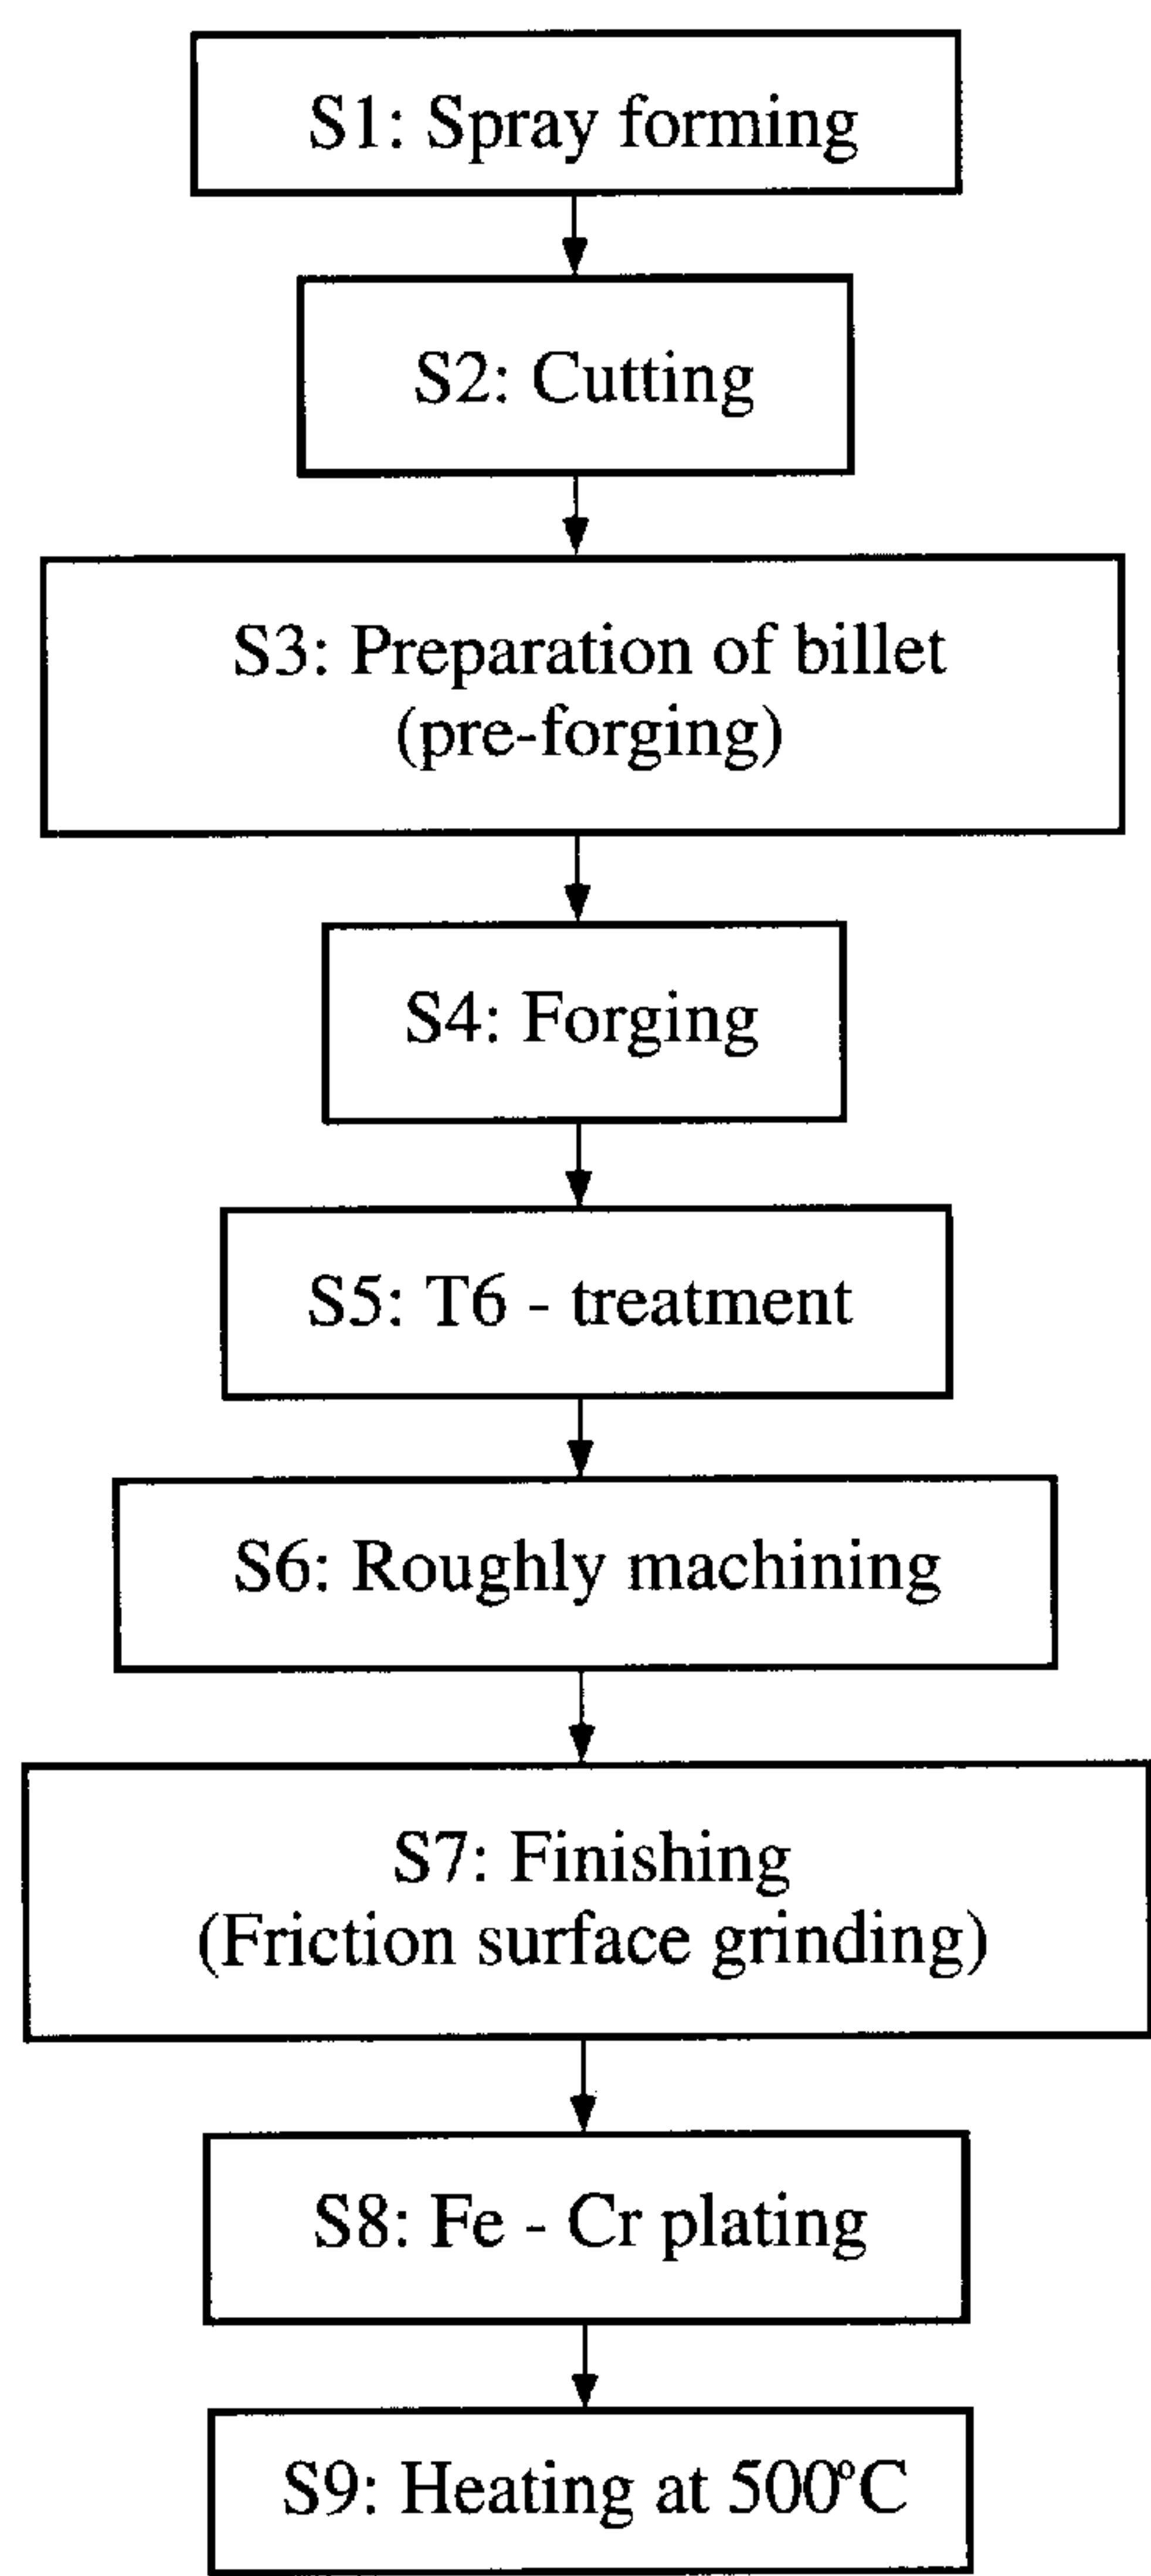 S1: Spray forming
S2: Cutting
S3: Preparation of billet
(pre-forging)
S4: Forging
S5: T6 - treatment
S6: Roughly machining
S7: Finishing
(Friction surface grinding)
S8: Fe - Cr plating
S9: Heating at 500°C